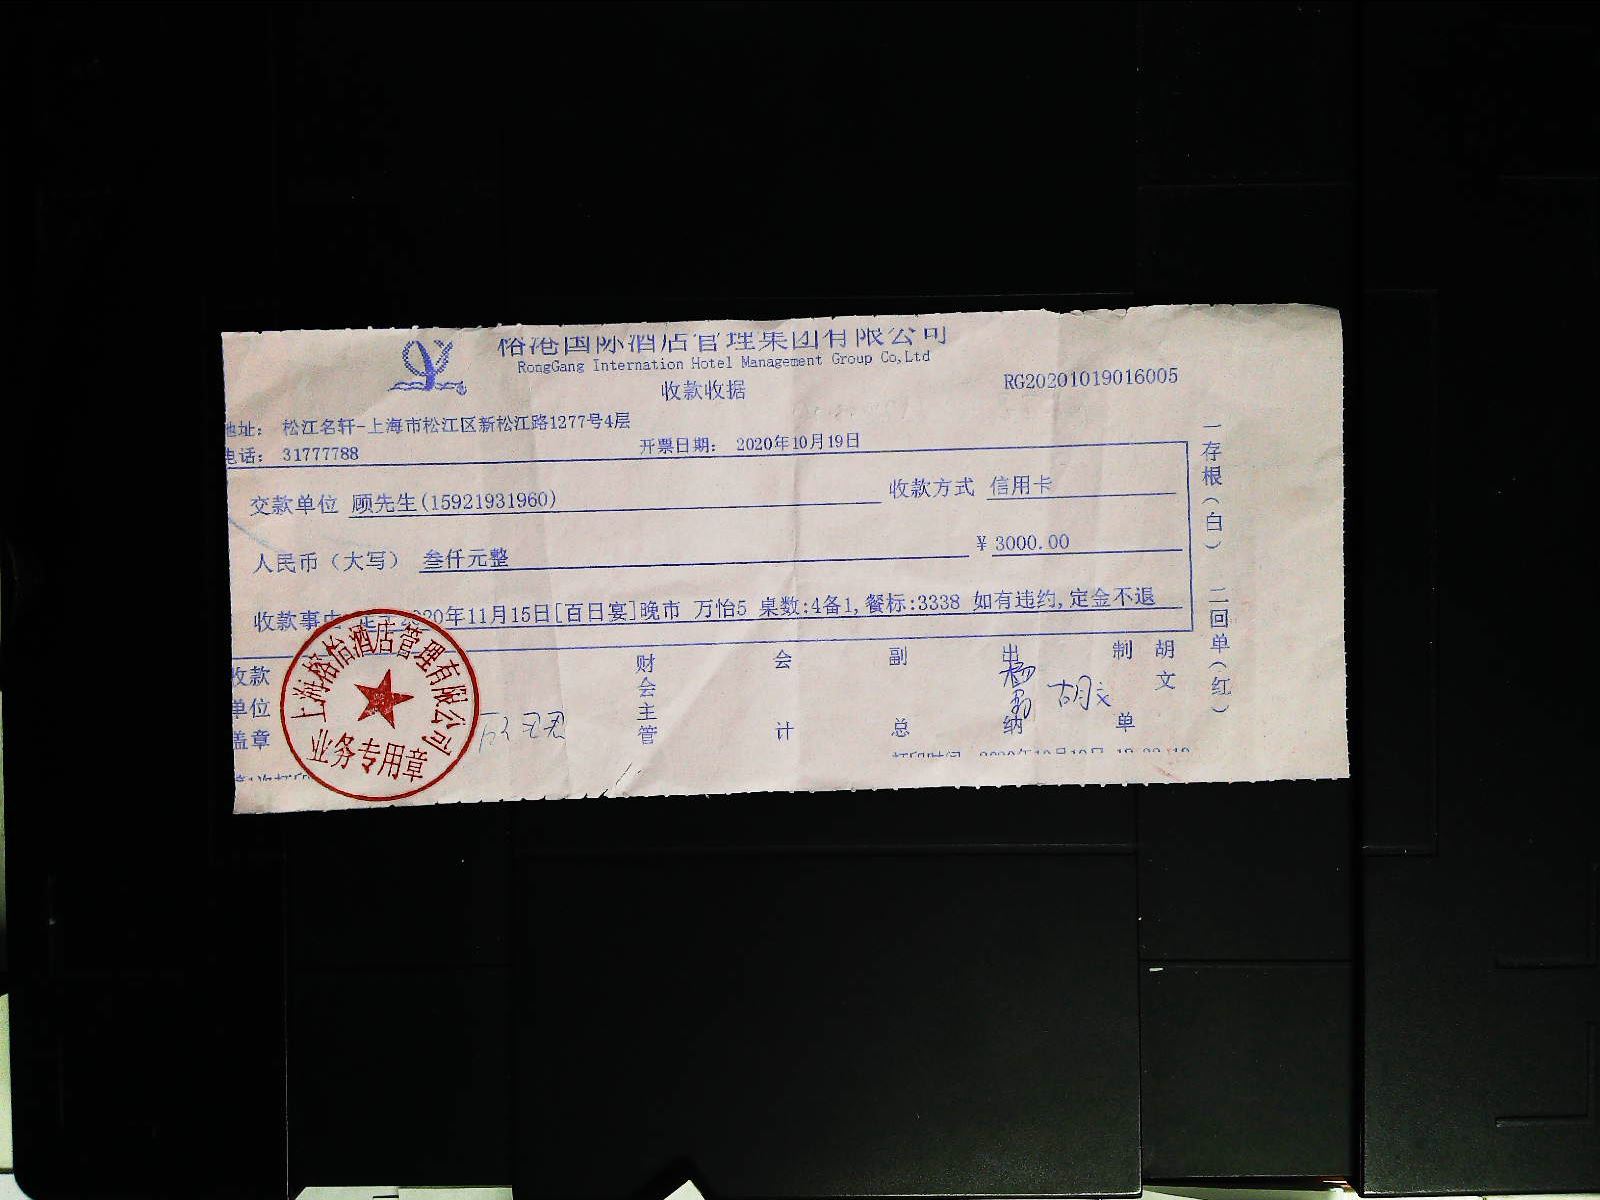 榕港国际酒店管理集团有限公司
RongGang Internation Hotel Management Group Co,Ltd
收款收据
RG20201019016005
地址： 松江名轩-上海市松江区新松江路1277号4层
电话： 31777788
开票日期： 2020年10月19日
交款单位 顾先生(15921931960)
收款方式 信用卡
人民币（大写） 叁仟元整
￥3000.00
收款事由 20年11月15日[百日宴]晚市 万怡5 桌数:4备1,餐标:3338 如有违约,定金不退
收款单位盖章
财会主管
会计
副总
出纳
制单
胡文
胡文
上海榕怡酒店管理有限公司
业务专用章
一存根（白） 二回单（红）